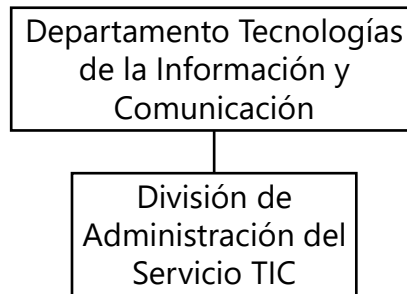 Departamento Tecnologías
de la Información y
Comunicación
División de
Administración del
Servicio TIC